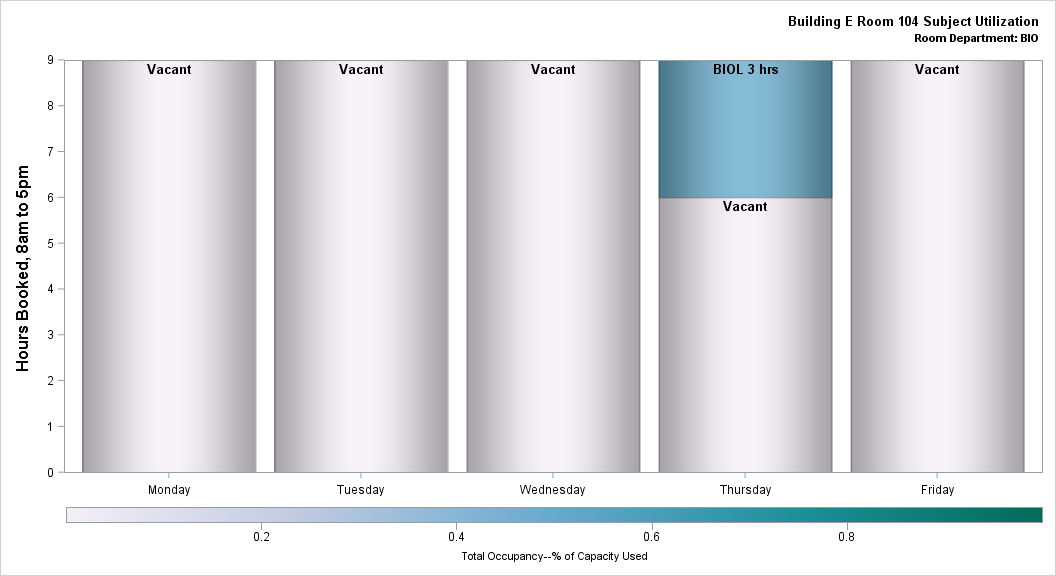 Building E Room 104 Subject Utilization
Room Department: BIO
Hours Booked, 8am to 5pm
9
8
7
6
5
4
3
2
1
0
Vacant
Vacant
Vacant
BIOL 3 hrs
Vacant
Vacant
Monday
Tuesday
Wednesday
Thursday
Friday
0.2
0.4
0.6
0.8
Total Occupancy--% of Capacity Used